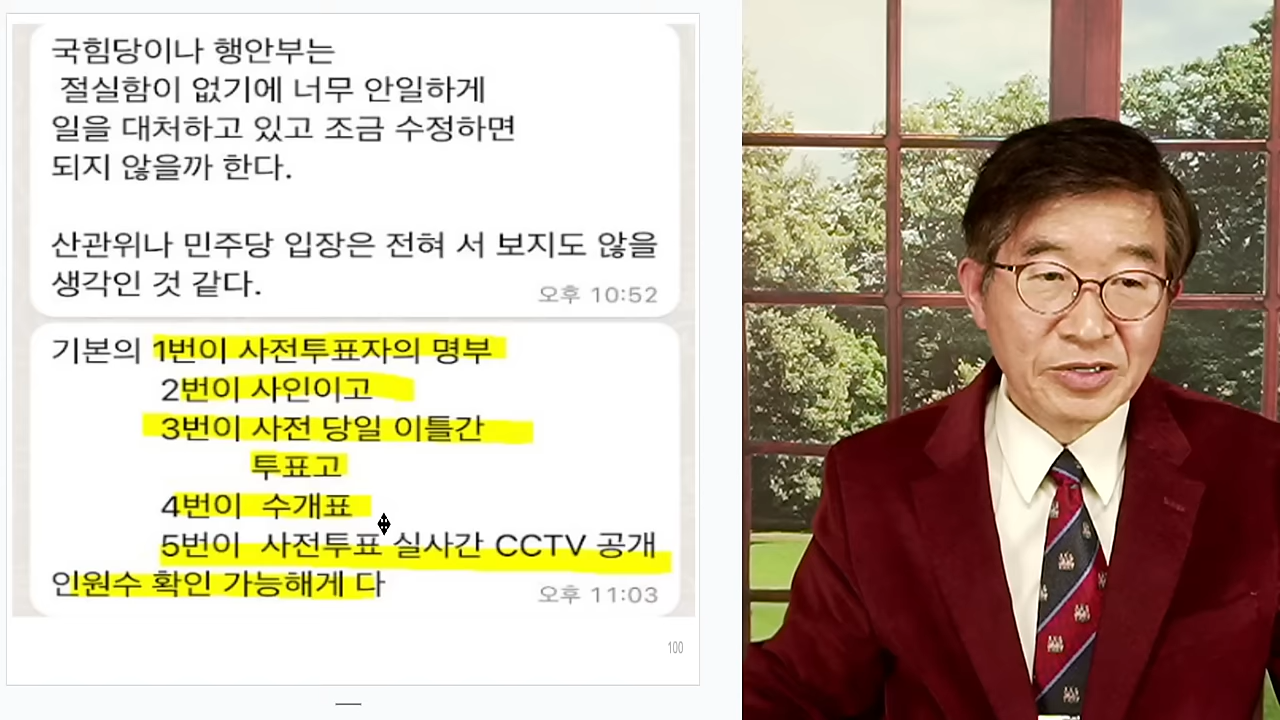 국힘당이나 행안부는
절실함이 없기에 너무 안일하게
일을 대처하고 있고 조금 수정하면
되지 않을까 한다.
산관위나 민주당 입장은 전혀 서 보지도 않을
생각인 것 같다.
오후 10:52
기본의 1번이 사전투표자의 명부
2번이 사인이고
3번이 사전 당일 이틀간
투표고
4번이 수개표
5번이 사전투표 실사간 CCTV 공개
인원수 확인 가능해게 다
오후 11:03
100